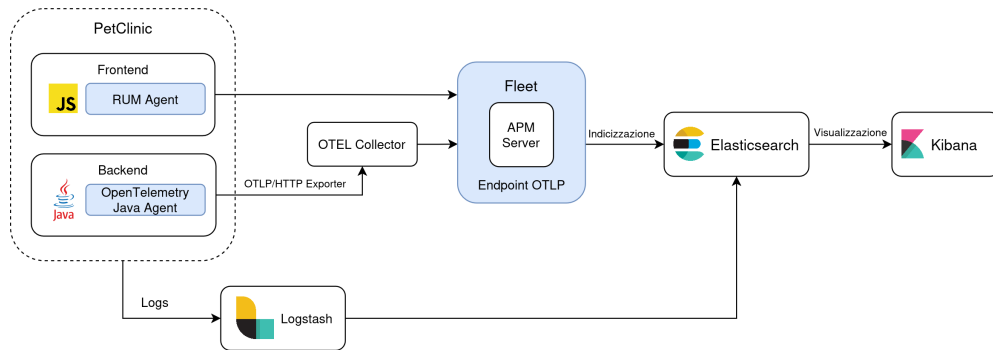 PetClinic
Frontend
JS
RUM Agent
Backend
Java
OpenTelemetry
Java Agent
OTLP/HTTP Exporter
OTEL Collector
Fleet
APM
Server
Endpoint OTLP
Indicizzazione
Elasticsearch
Visualizzazione
Kibana
Logs
Logstash